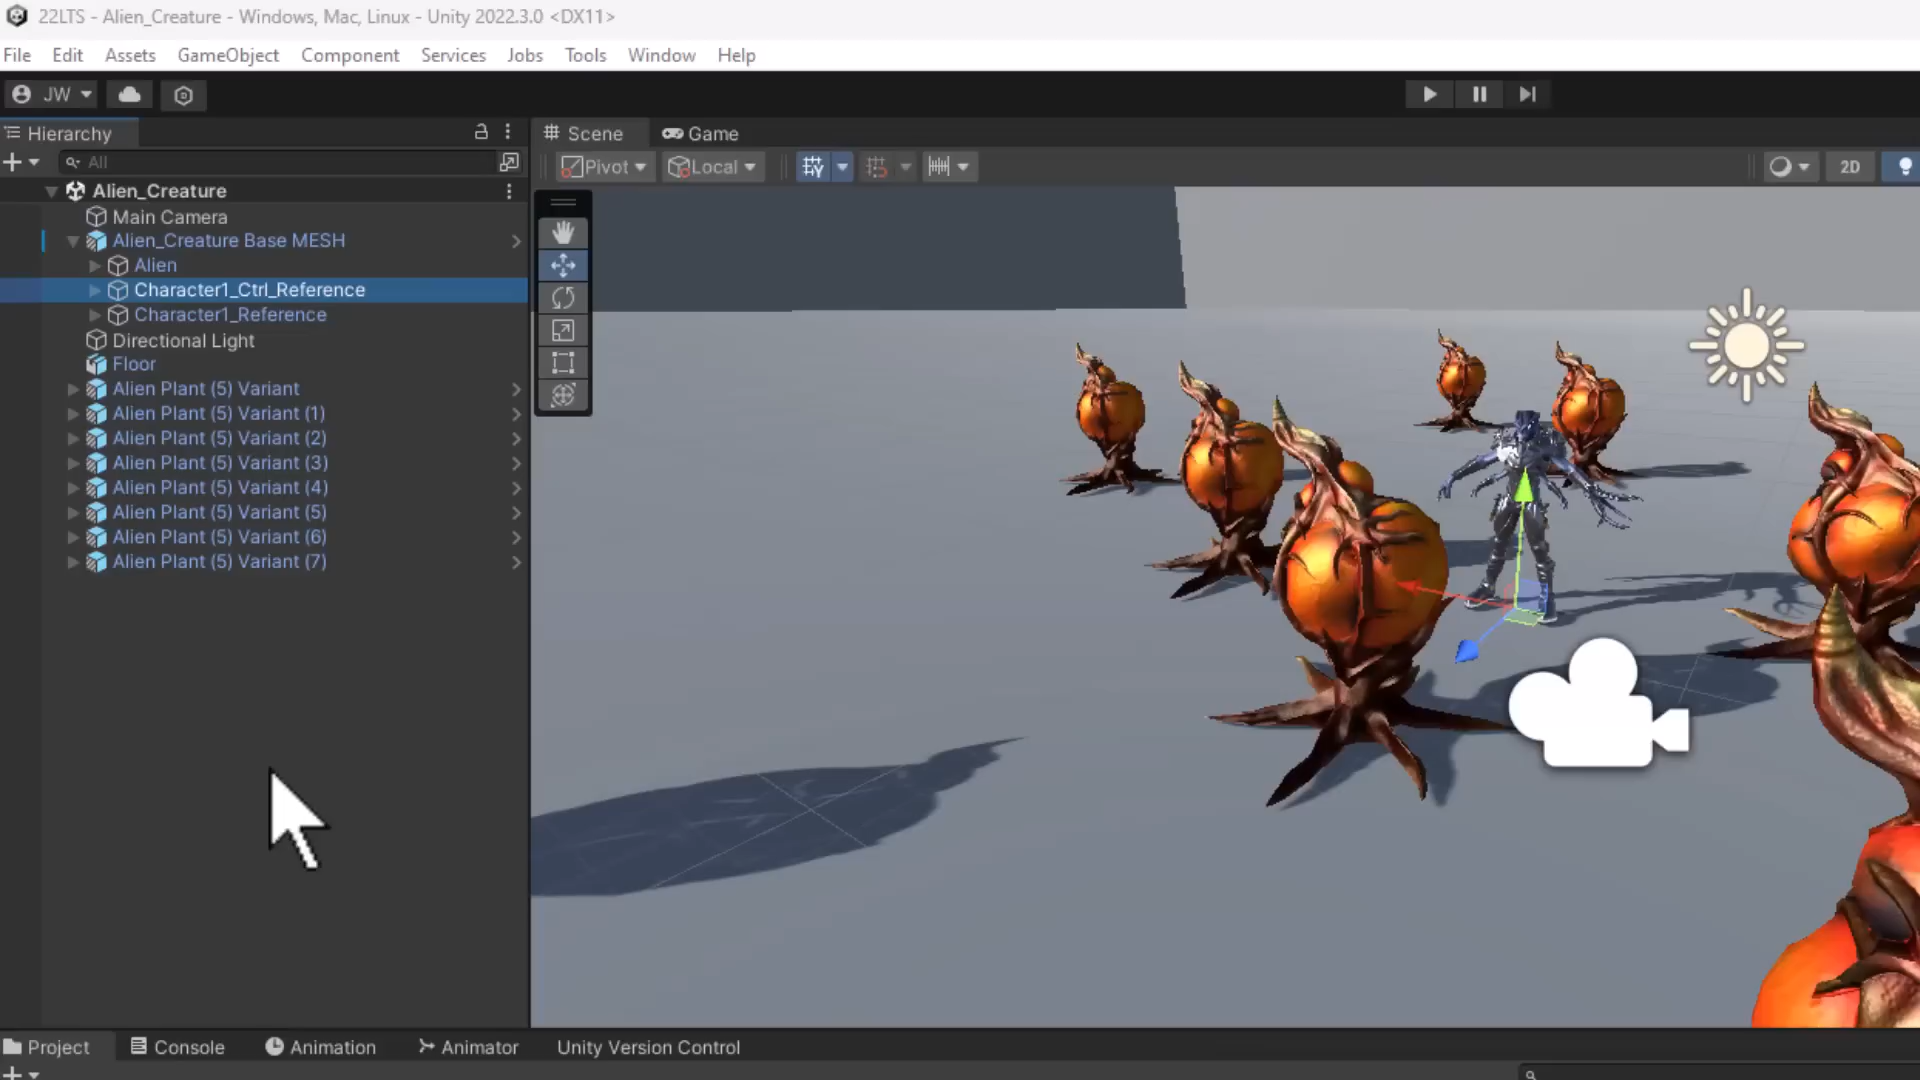 22LTS - Alien_Creature - Windows, Mac, Linux - Unity 2022.3.0 <DX11>
File Edit Assets GameObject Component Services Jobs Tools Window Help
JW
Hierarchy
Scene
Game
All
Pivot
Local
2D
Alien_Creature
Main Camera
Alien_Creature Base MESH
Alien
Character1_Ctrl_Reference
Character1_Reference
Directional Light
Floor
Alien Plant (5) Variant
Alien Plant (5) Variant (1)
Alien Plant (5) Variant (2)
Alien Plant (5) Variant (3)
Alien Plant (5) Variant (4)
Alien Plant (5) Variant (5)
Alien Plant (5) Variant (6)
Alien Plant (5) Variant (7)
Project
Console
Animation
Animator
Unity Version Control